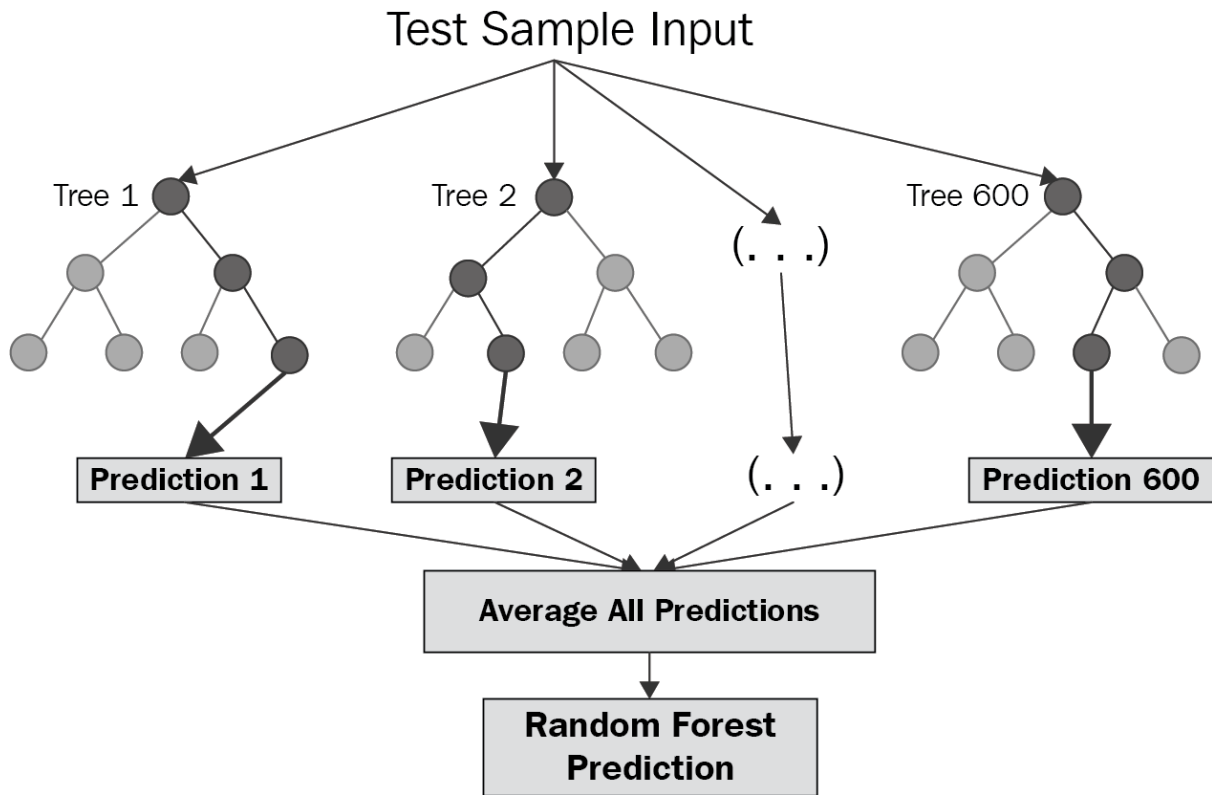 Test Sample Input
Tree 1
Tree 2
(. . .)
Tree 600
Prediction 1
Prediction 2
(. . .)
Prediction 600
Average All Predictions
Random Forest
Prediction